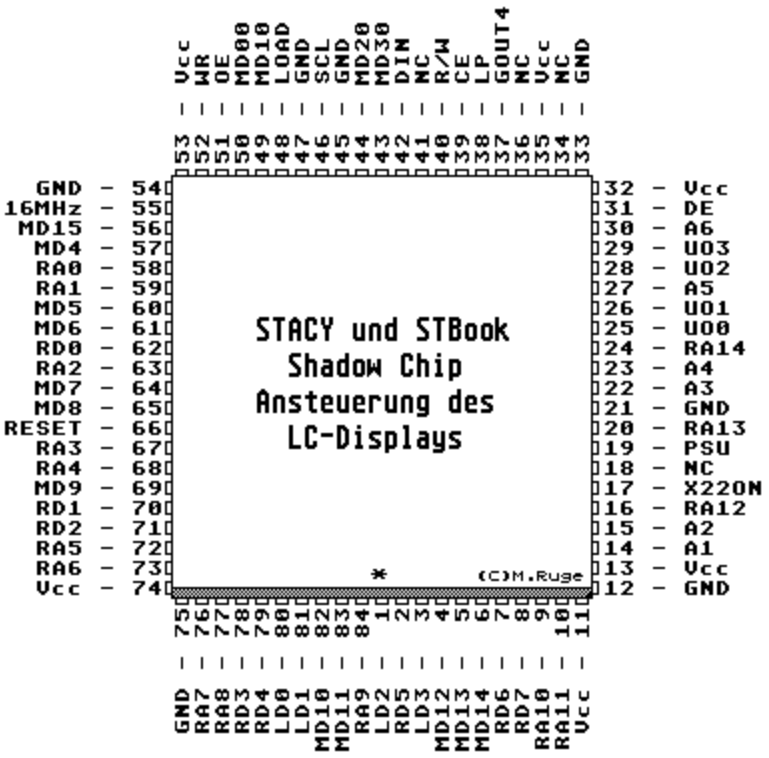 Vcc WR OE MD00 MD10 LOAD GND SCL GND MD20 MD30 DIN NC R/W CE LP GOUT4 NC Vcc NC GND
53 52 51 50 49 48 47 46 45 44 43 42 41 40 39 38 37 36 35 34 33
GND - 54 32 - Vcc
16MHz - 55 31 - DE
MD15 - 56 30 - A6
MD4 - 57 29 - UD3
RA0 - 58 28 - UD2
RA1 - 59 27 - A5
MD5 - 60 26 - UD1
MD6 - 61 25 - UD0
RD0 - 62 24 - RA14
RA2 - 63 23 - A4
MD7 - 64 22 - A3
MD8 - 65 21 - GND
RESET - 66 20 - RA13
RA3 - 67 19 - PSU
RA4 - 68 18 - NC
MD9 - 69 17 - X22ON
RD1 - 70 16 - RA12
RD2 - 71 15 - A2
RA5 - 72 14 - A1
RA6 - 73 13 - Vcc
Vcc - 74 12 - GND
STACY und STBook
Shadow Chip
Ansteuerung des
LC-Displays
* (C)M.Ruge
75 76 77 78 79 80 81 82 83 84 1 2 3 4 5 6 7 8 9 10 11
GND RA7 RA8 RD3 RD4 LD0 LD1 MD10 MD11 RA9 LD2 RD5 LD3 MD12 MD13 MD14 RD6 RD7 RA10 RA11 Vcc